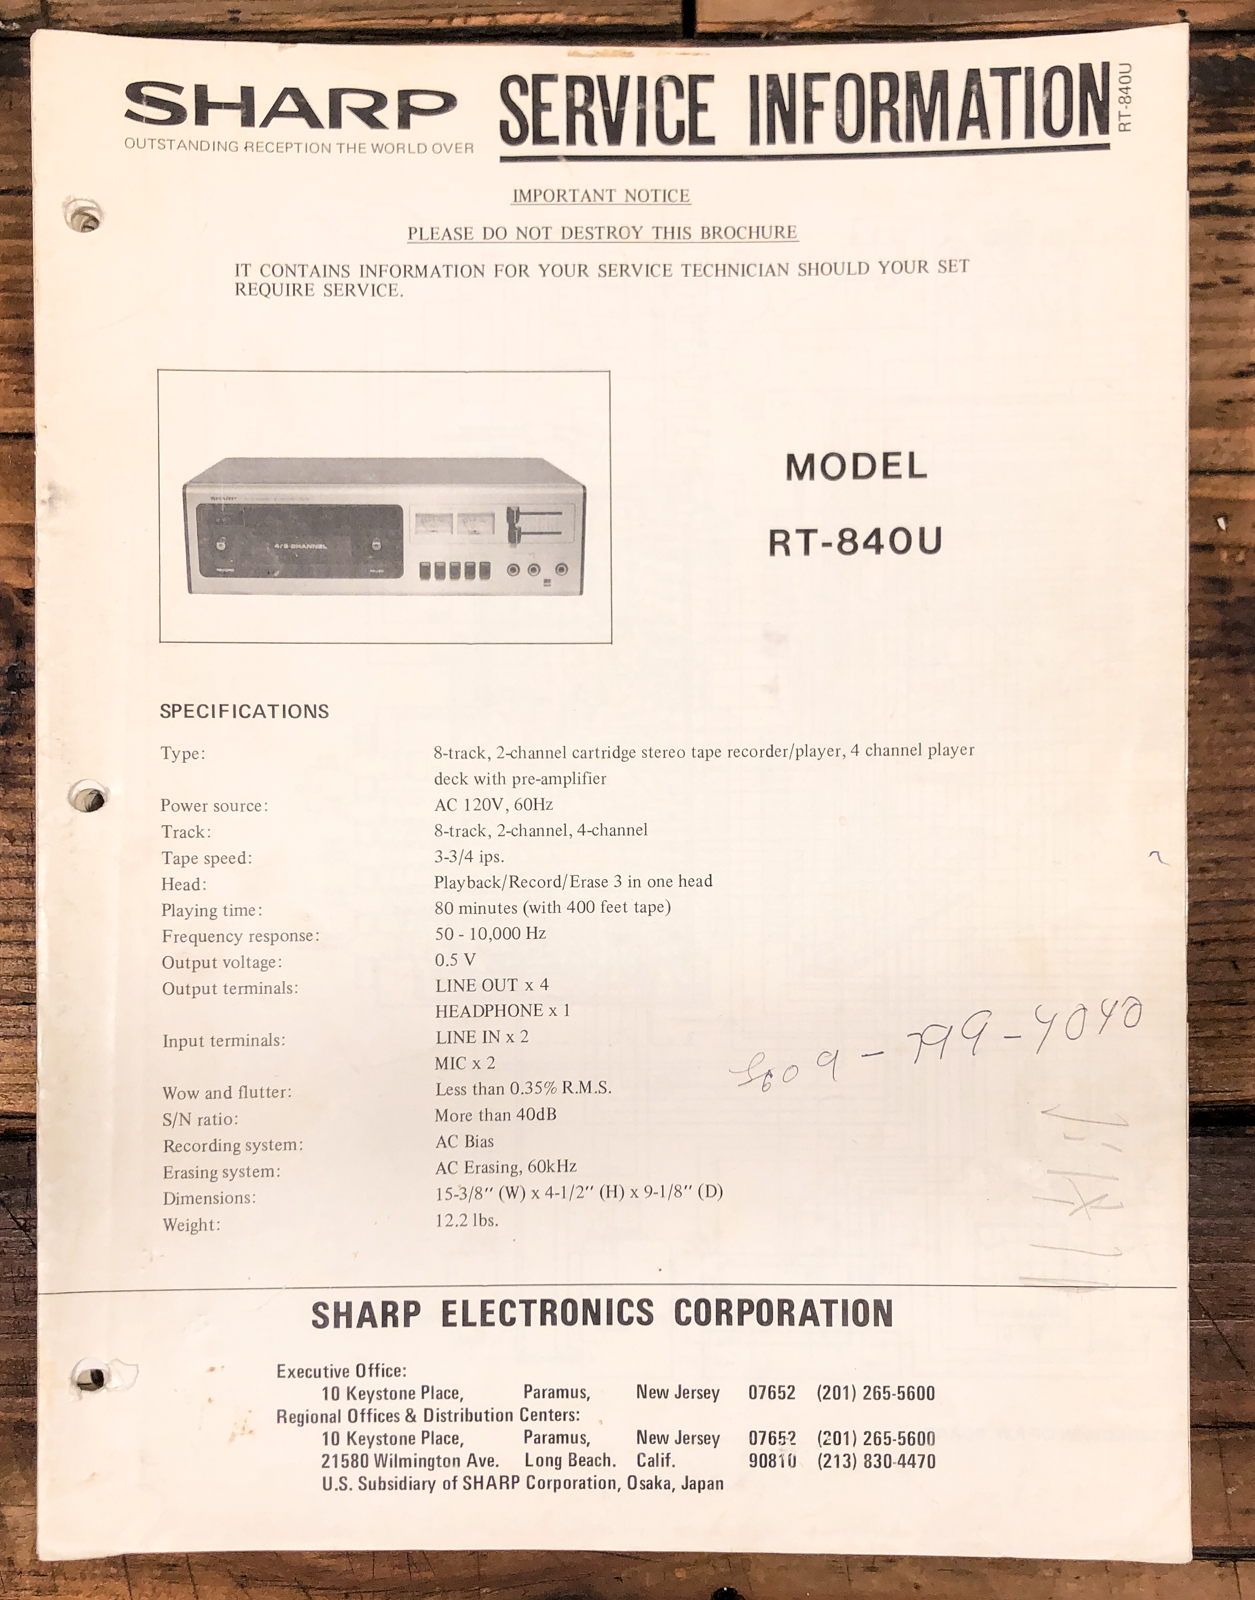 SHARP
OUTSTANDING RECEPTION THE WORLD OVER
SERVICE INFORMATION
RT-840U
IMPORTANT NOTICE
PLEASE DO NOT DESTROY THIS BROCHURE
IT CONTAINS INFORMATION FOR YOUR SERVICE TECHNICIAN SHOULD YOUR SET
REQUIRE SERVICE.
SHARP
4/8-CHANNEL
MODEL
RT-840U
SPECIFICATIONS
Type: 8-track, 2-channel cartridge stereo tape recorder/player, 4 channel player
deck with pre-amplifier
Power source: AC 120V, 60Hz
Track: 8-track, 2-channel, 4-channel
Tape speed: 3-3/4 ips.
Head: Playback/Record/Erase 3 in one head
Playing time: 80 minutes (with 400 feet tape)
Frequency response: 50 - 10,000 Hz
Output voltage: 0.5 V
Output terminals: LINE OUT x 4
HEADPHONE x 1
Input terminals: LINE IN x 2
MIC x 2
Wow and flutter: Less than 0.35% R.M.S.
S/N ratio: More than 40dB
Recording system: AC Bias
Erasing system: AC Erasing, 60kHz
Dimensions: 15-3/8" (W) x 4-1/2" (H) x 9-1/8" (D)
Weight: 12.2 lbs.
SHARP ELECTRONICS CORPORATION
Executive Office:
10 Keystone Place, Paramus, New Jersey 07652 (201) 265-5600
Regional Offices & Distribution Centers:
10 Keystone Place, Paramus, New Jersey 07652 (201) 265-5600
21580 Wilmington Ave. Long Beach. Calif. 90810 (213) 830-4470
U.S. Subsidiary of SHARP Corporation, Osaka, Japan